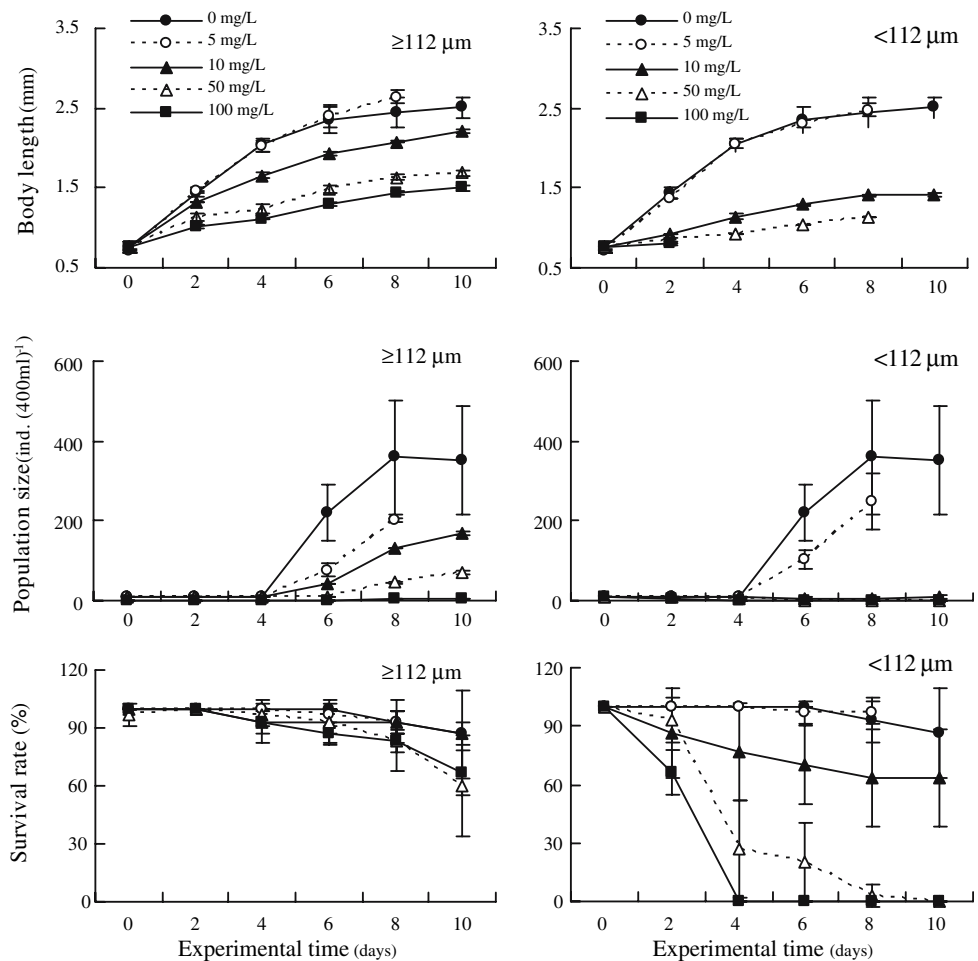 0 mg/L
5 mg/L
10 mg/L
50 mg/L
100 mg/L
≥112 µm
3.5
2.5
1.5
0.5
Body length(mm)
0 2 4 6 8 10
0 mg/L
5 mg/L
10 mg/L
50 mg/L
100 mg/L
<112 µm
3.5
2.5
1.5
0.5
0 2 4 6 8 10
≥112 µm
600
400
200
0
Population size(ind. (400ml)⁻¹
0 2 4 6 8 10
<112 µm
600
400
200
0
0 2 4 6 8 10
≥112 µm
120
90
60
30
0
Survival rate (%)
0 2 4 6 8 10
Experimental time (days)
<112 µm
120
90
60
30
0
0 2 4 6 8 10
Experimental time (days)